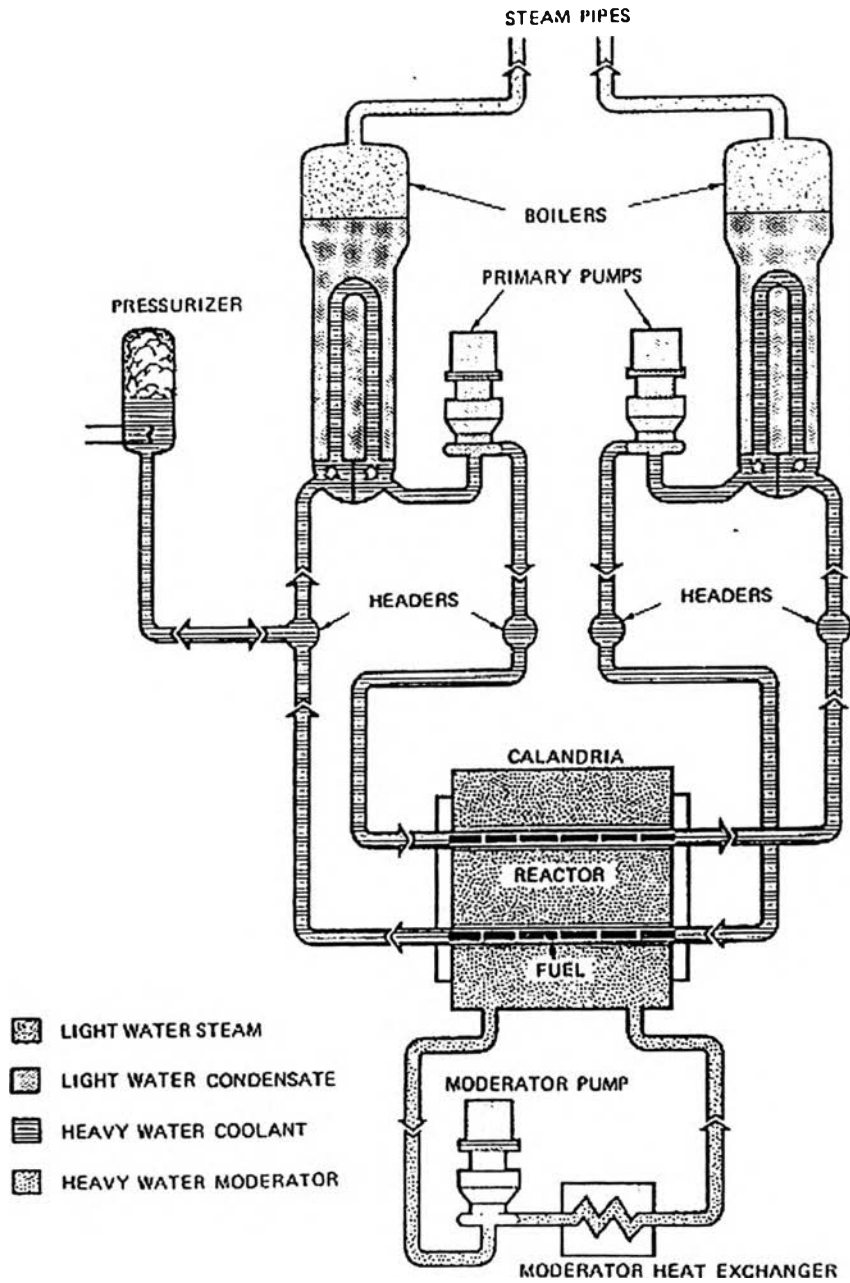 STEAM PIPES
BOILERS
PRIMARY PUMPS
PRESSURIZER
HEADERS
HEADERS
CALANDRIA
REACTOR
FUEL
LIGHT WATER STEAM
LIGHT WATER CONDENSATE
HEAVY WATER COOLANT
HEAVY WATER MODERATOR
MODERATOR PUMP
MODERATOR HEAT EXCHANGER